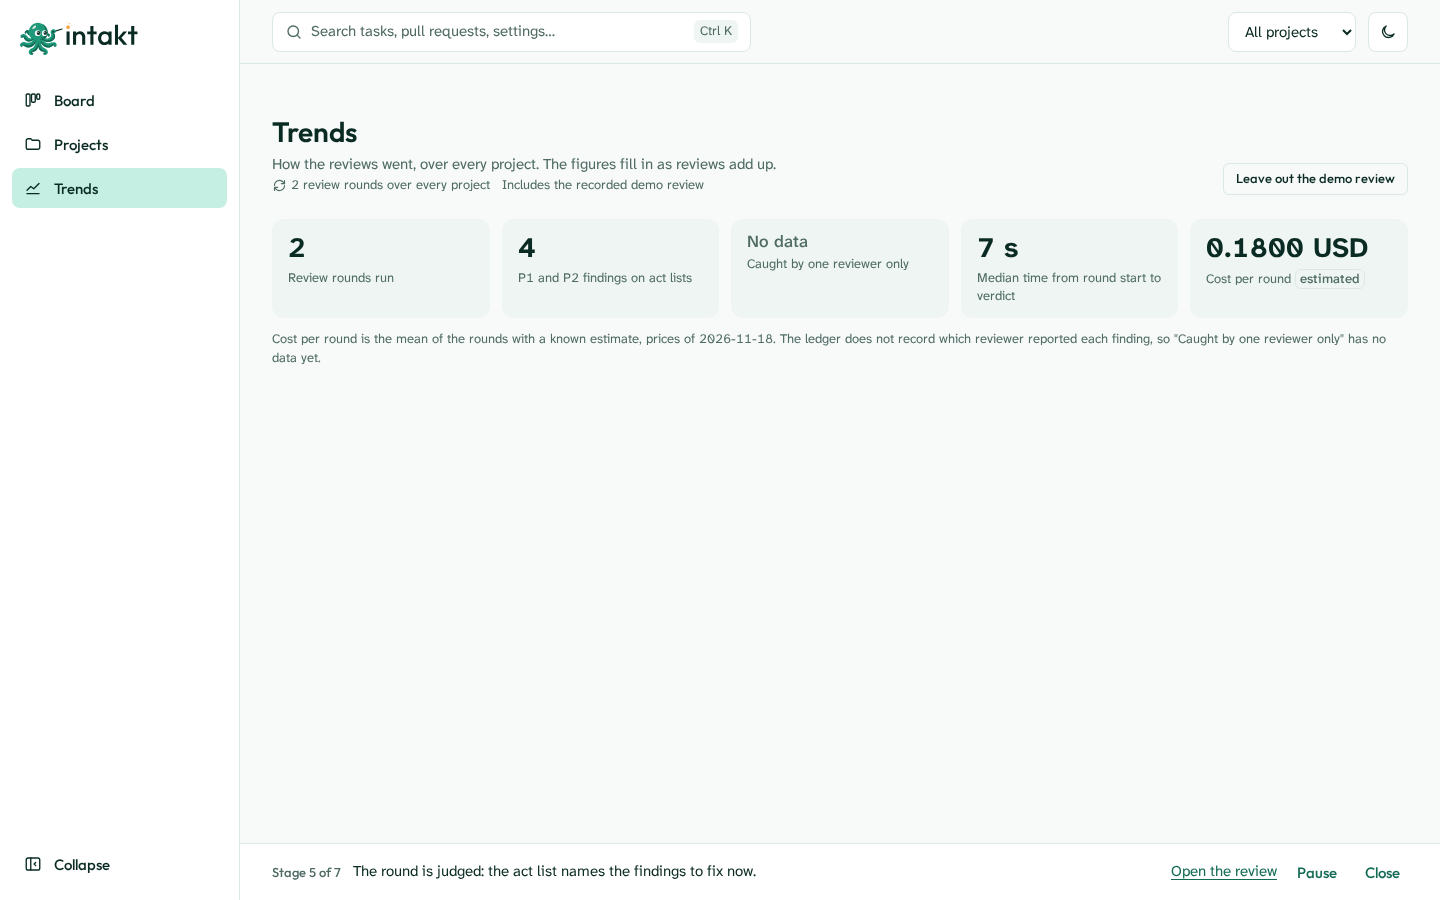 intakt
Search tasks, pull requests, settings...
Ctrl K
All projects
Board
Projects
Trends
Trends
How the reviews went, over every project. The figures fill in as reviews add up.
2 review rounds over every project Includes the recorded demo review
Leave out the demo review
2
Review rounds run
4
P1 and P2 findings on act lists
No data
Caught by one reviewer only
7 s
Median time from round start to
verdict
0.1800 USD
Cost per round estimated
Cost per round is the mean of the rounds with a known estimate, prices of 2026-11-18. The ledger does not record which reviewer reported each finding, so "Caught by one reviewer only" has no
data yet.
Collapse
Stage 5 of 7 The round is judged: the act list names the findings to fix now.
Open the review Pause Close